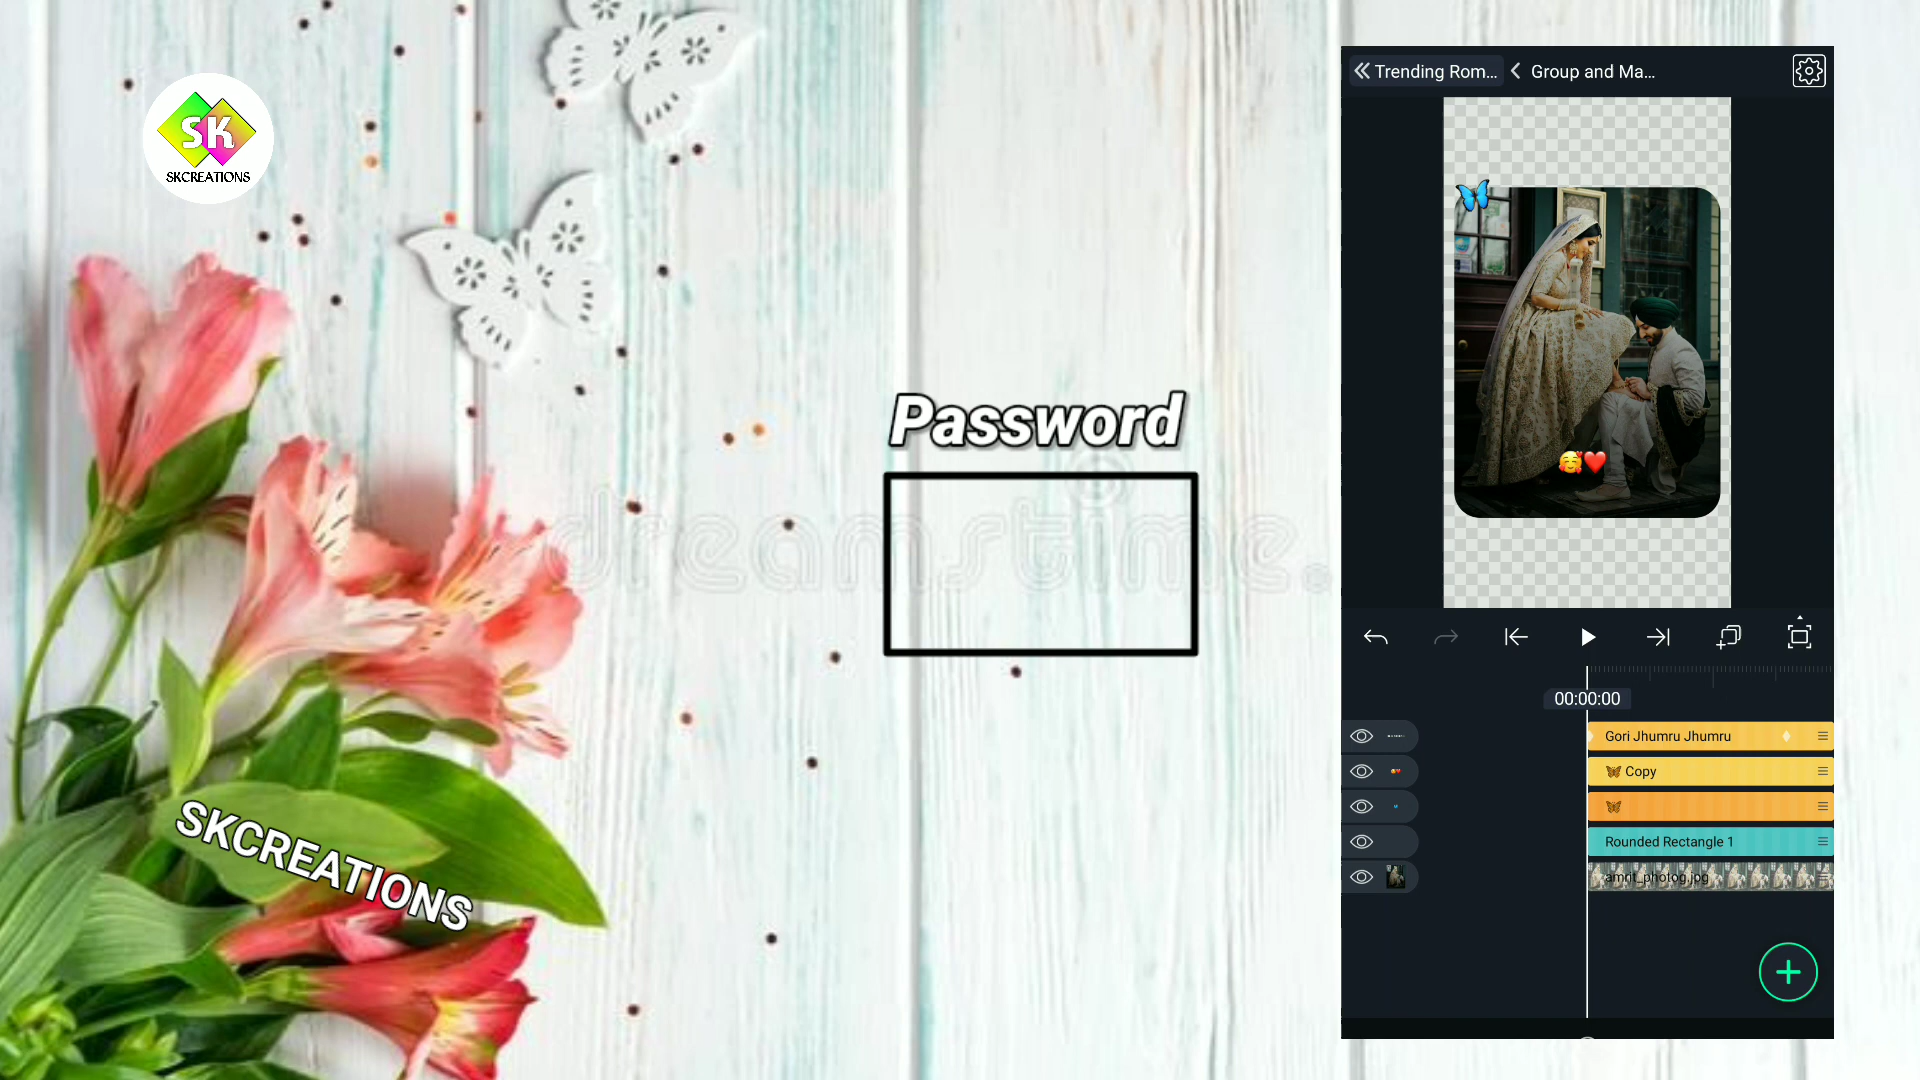 SK
SKCREATIONS
Password
dreamstime.
SKCREATIONS
Trending Rom...
Group and Ma...
00:00:00
Gori Jhumru Jhumru
Copy
Rounded Rectangle 1
amrit_photog.jpg